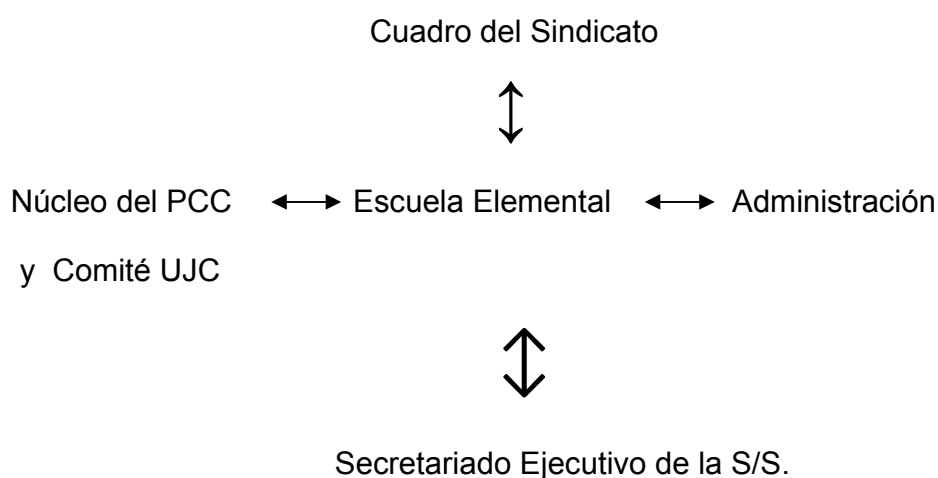 Cuadro del Sindicato
Núcleo del PCC Escuela Elemental Administración
y Comité UJC
Secretariado Ejecutivo de la S/S.